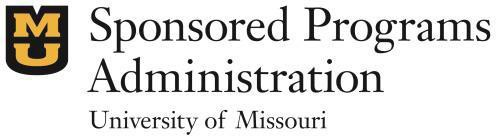 MU
Sponsored Programs
Administration
University of Missouri